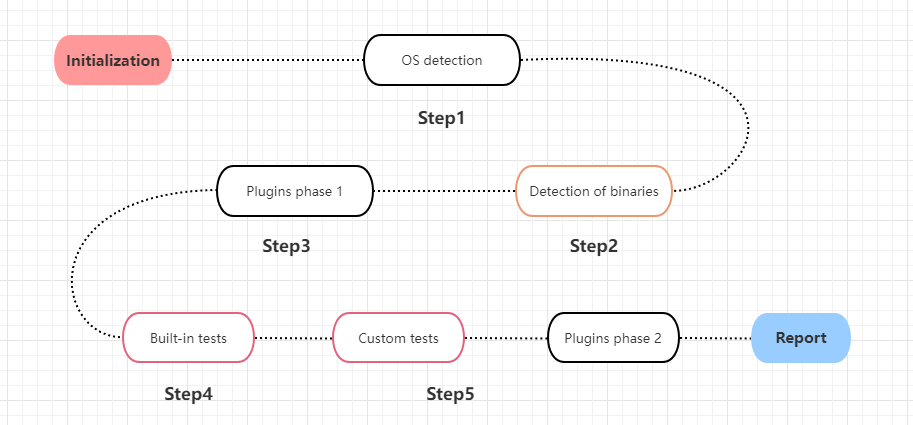 Initialization
OS detection
Step1
Plugins phase 1
Detection of binaries
Step3
Step2
Built-in tests
Custom tests
Plugins phase 2
Report
Step4
Step5